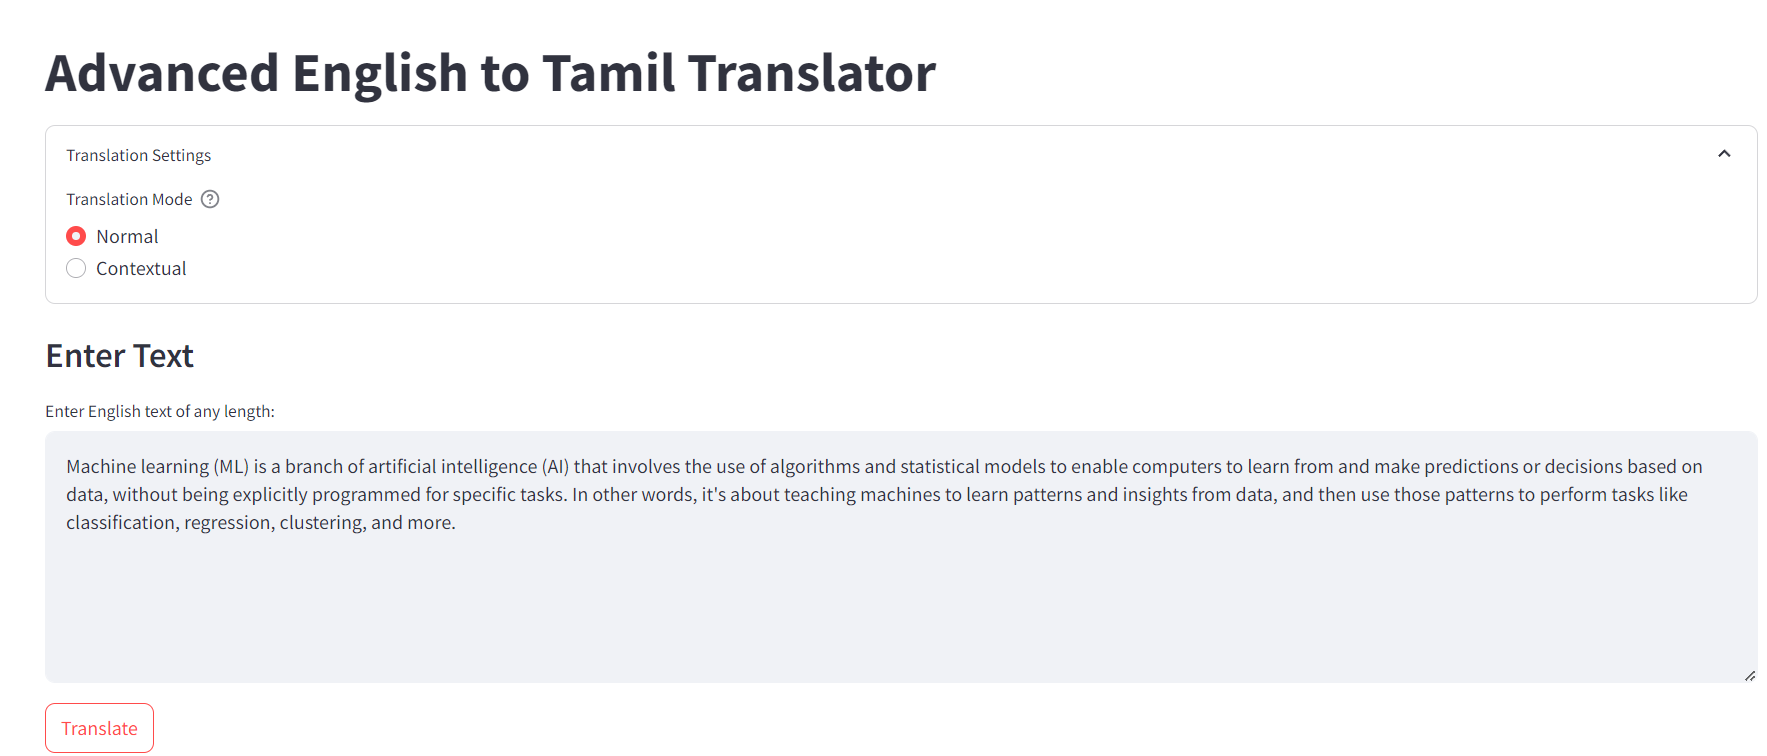 Advanced English to Tamil Translator
Translation Settings
Translation Mode
Normal
Contextual
Enter Text
Enter English text of any length:
Machine learning (ML) is a branch of artificial intelligence (AI) that involves the use of algorithms and statistical models to enable computers to learn from and make predictions or decisions based on
data, without being explicitly programmed for specific tasks. In other words, it's about teaching machines to learn patterns and insights from data, and then use those patterns to perform tasks like
classification, regression, clustering, and more.
Translate